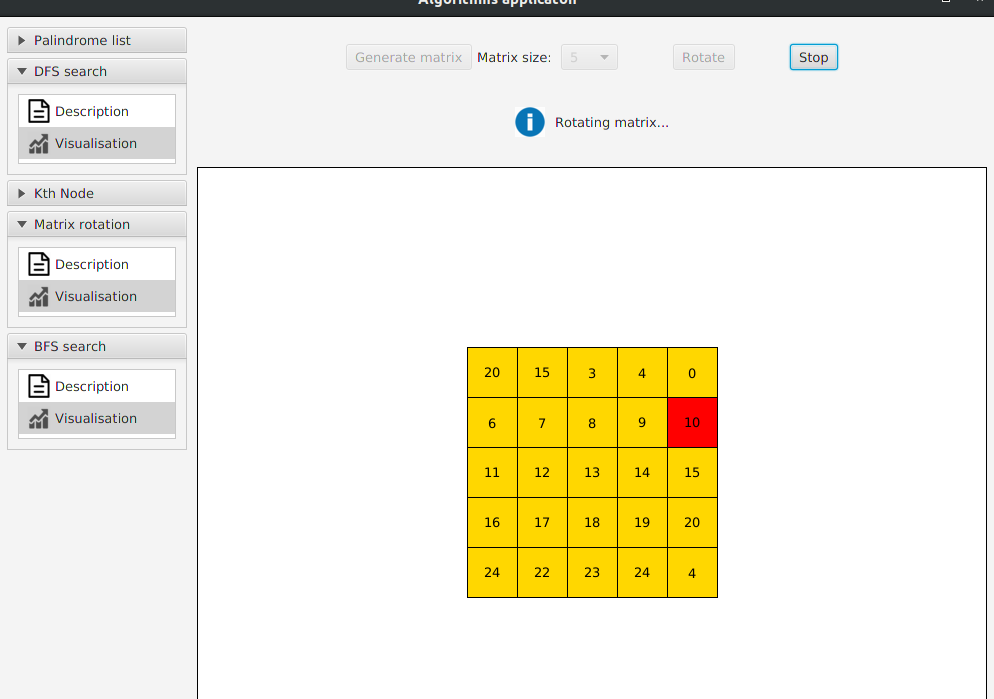 Algorithms applicaton
Palindrome list
DFS search
Description
Visualisation
Kth Node
Matrix rotation
Description
Visualisation
BFS search
Description
Visualisation
Generate matrix Matrix size: 5 Rotate Stop
Rotating matrix...
20 15 3 4 0
6 7 8 9 10
11 12 13 14 15
16 17 18 19 20
24 22 23 24 4